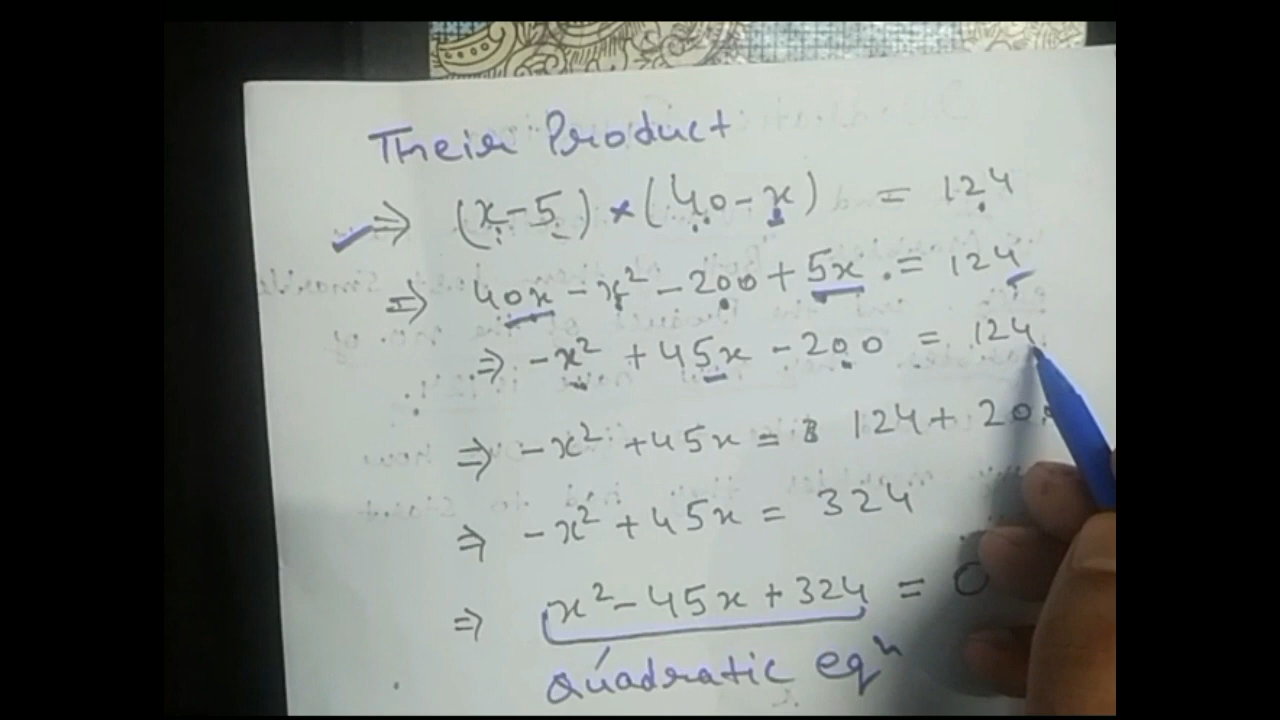 Their Product
⇒ (x-5) × (40-x) = 124
⇒ 40x - x² - 200 + 5x = 124
⇒ -x² + 45x - 200 = 124
⇒ -x² + 45x = 124 + 200
⇒ -x² + 45x = 324
⇒ x² - 45x + 324 = 0
Quadratic eqⁿ